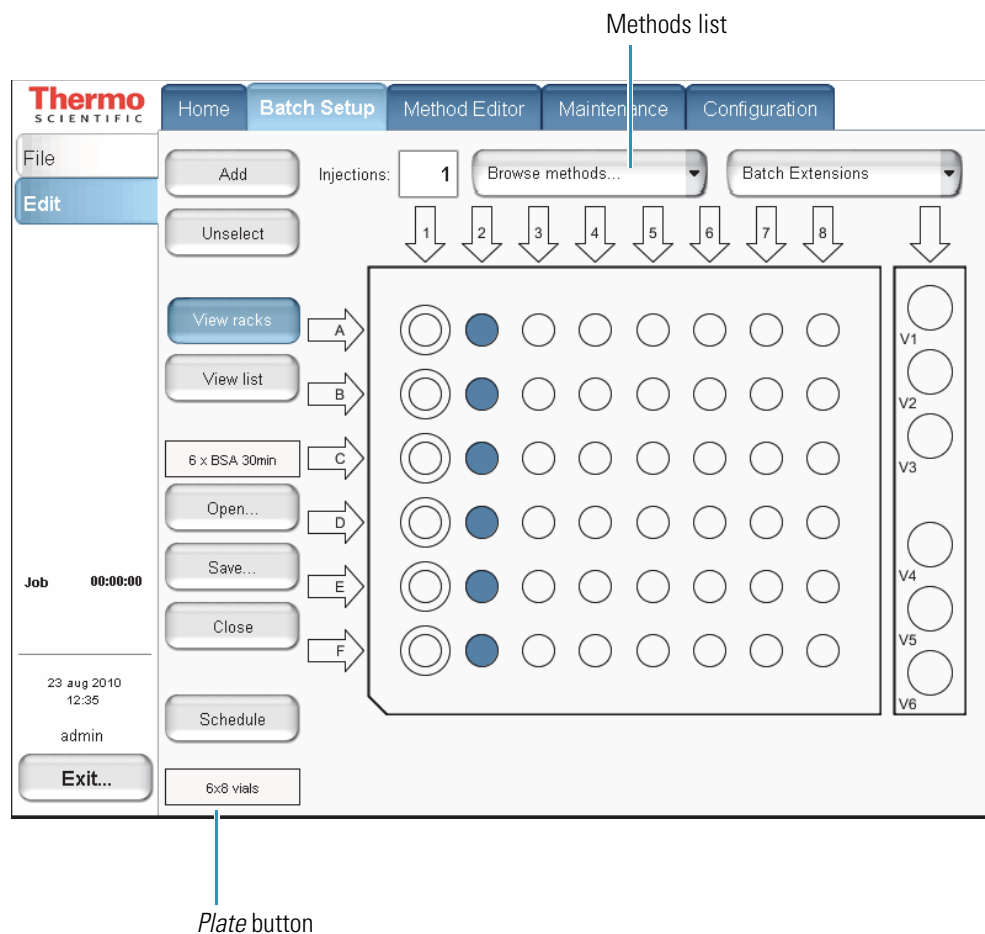 Methods list
Thermo
SCIENTIFIC
Home Batch Setup Method Editor Maintenance Configuration
File
Edit
Add Injections: 1 Browse methods... Batch Extensions
Unselect
1 2 3 4 5 6 7 8
View racks
A
V1
View list
B
V2
6 x BSA 30min
C
V3
Open...
D
Save...
E
V4
Job 00:00:00
Close
F
V5
V6
23 aug 2010
12:35
admin
Schedule
Exit...
6x8 vials
Plate button